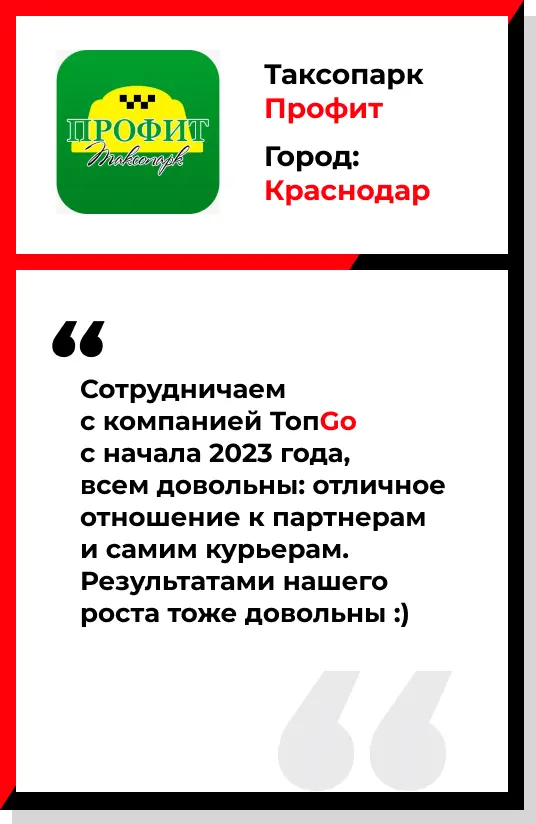 ПРОФИТ
Таксопарк
Таксопарк
Профит
Город:
Краснодар
“
Сотрудничаем
с компанией ТопGo
с начала 2023 года,
всем довольны: отличное
отношение к партнерам
и самим курьерам.
Результатами нашего
роста тоже довольны :)
“